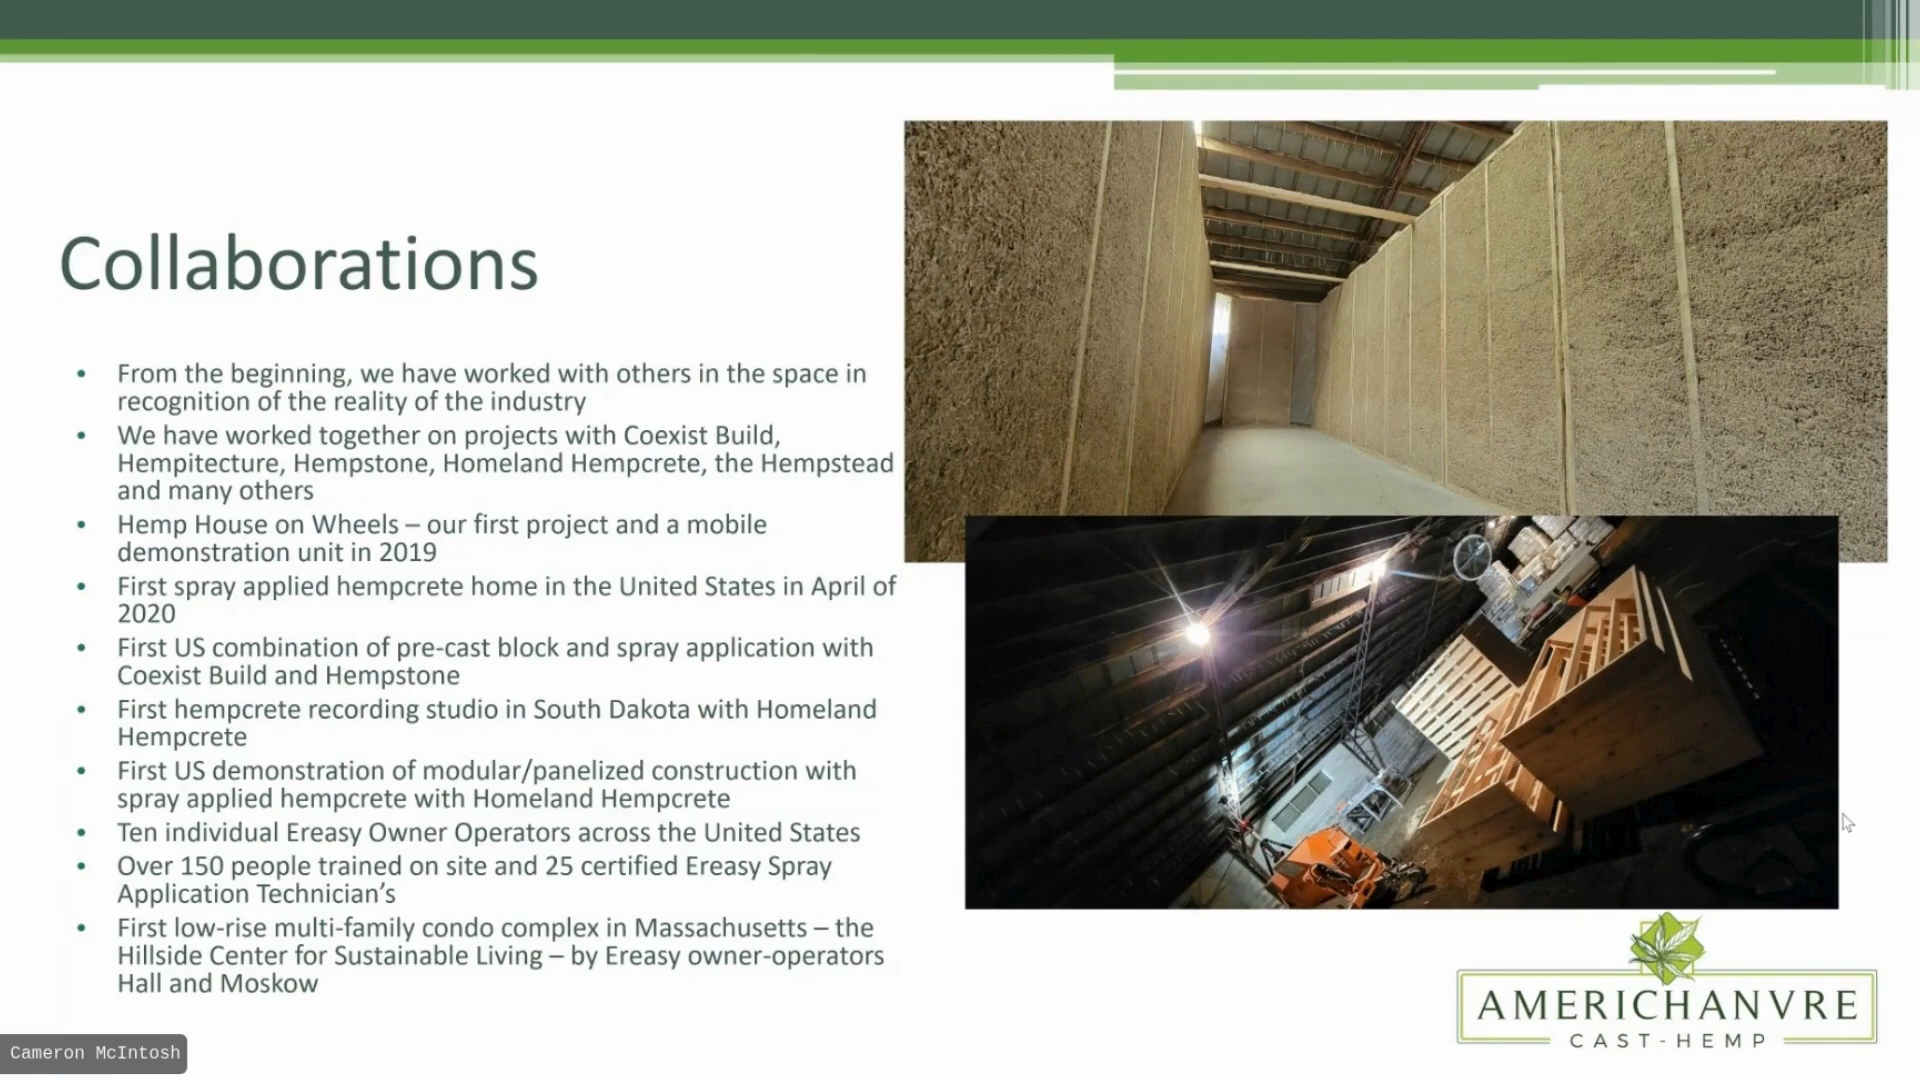 Collaborations
• From the beginning, we have worked with others in the space in
recognition of the reality of the industry
• We have worked together on projects with Coexist Build,
Hempitecture, Hempstone, Homeland Hempcrete, the Hempstead
and many others
• Hemp House on Wheels – our first project and a mobile
demonstration unit in 2019
• First spray applied hempcrete home in the United States in April of
2020
• First US combination of pre-cast block and spray application with
Coexist Build and Hempstone
• First hempcrete recording studio in South Dakota with Homeland
Hempcrete
• First US demonstration of modular/panelized construction with
spray applied hempcrete with Homeland Hempcrete
• Ten individual Ereasy Owner Operators across the United States
• Over 150 people trained on site and 25 certified Ereasy Spray
Application Technician’s
• First low-rise multi-family condo complex in Massachusetts – the
Hillside Center for Sustainable Living – by Ereasy owner-operators
Hall and Moskow
AMERICHANVRE
CAST-HEMP
Cameron McIntosh